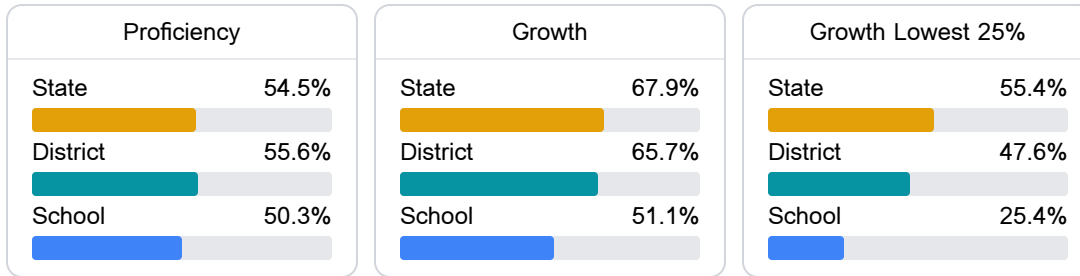 Proficiency
State 54.5%
District 55.6%
School 50.3%
Growth
State 67.9%
District 65.7%
School 51.1%
Growth Lowest 25%
State 55.4%
District 47.6%
School 25.4%